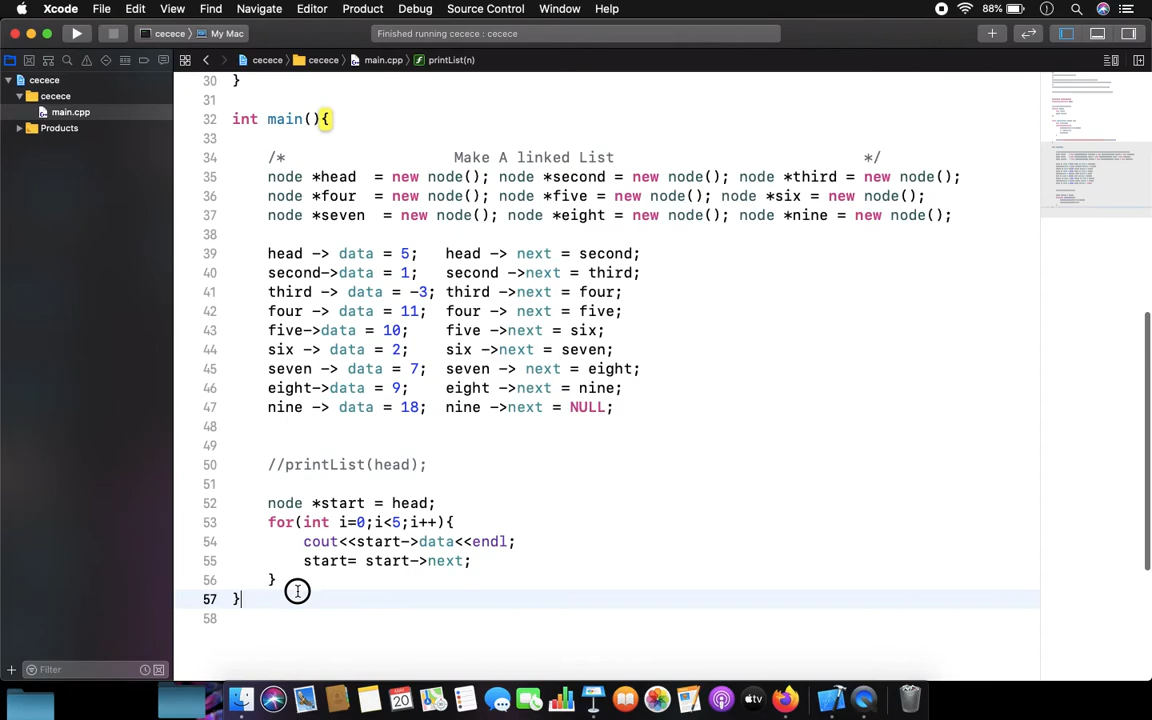 Xcode File Edit View Find Navigate Editor Product Debug Source Control Window Help 88%
cecece My Mac Finished running cecece : cecece
cecece cecece main.cpp printList(n)
cecece
cecece
main.cpp
Products
30 }
31
32 int main(){
33
34 /* Make A linked List */
35 node *head = new node(); node *second = new node(); node *third = new node();
36 node *four = new node(); node *five = new node(); node *six = new node();
37 node *seven = new node(); node *eight = new node(); node *nine = new node();
38
39 head -> data = 5; head -> next = second;
40 second->data = 1; second ->next = third;
41 third -> data = -3; third ->next = four;
42 four -> data = 11; four -> next = five;
43 five->data = 10; five ->next = six;
44 six -> data = 2; six ->next = seven;
45 seven -> data = 7; seven -> next = eight;
46 eight->data = 9; eight ->next = nine;
47 nine -> data = 18; nine ->next = NULL;
48
49
50 //printList(head);
51
52 node *start = head;
53 for(int i=0;i<5;i++){
54 cout<<start->data<<endl;
55 start= start->next;
56 }
57 }
58
Filter
20
tv